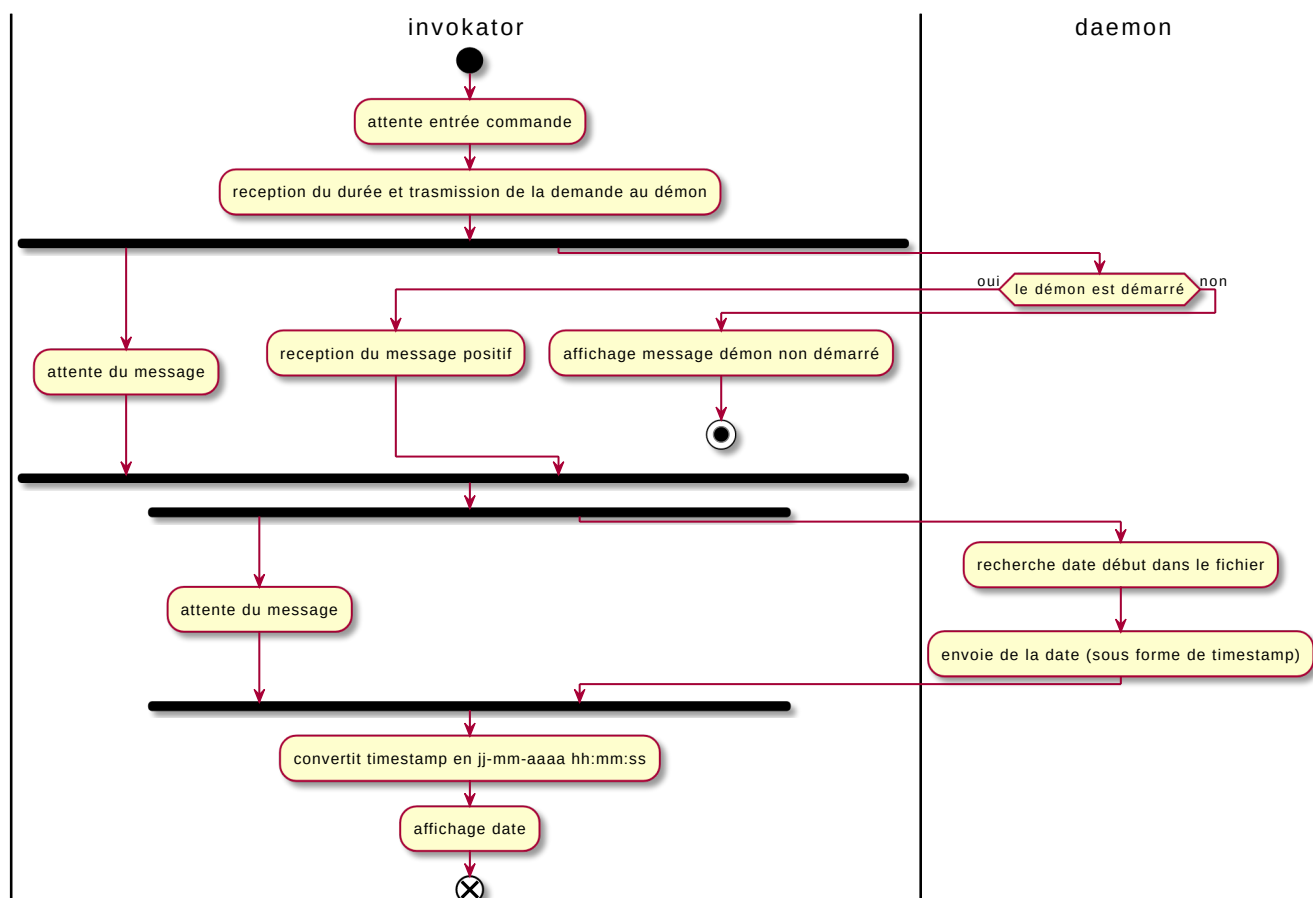 invokator
daemon
attente entrée commande
reception du durée et trasmission de la demande au démon
oui
le démon est démarré
non
reception du message positif
affichage message démon non démarré
attente du message
recherche date début dans le fichier
attente du message
envoie de la date (sous forme de timestamp)
convertit timestamp en jj-mm-aaaa hh:mm:ss
affichage date